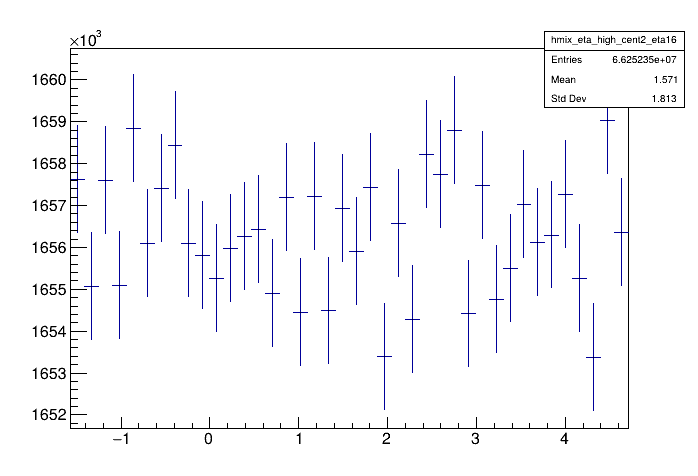 ×10³
hmix_eta_high_cent2_eta16
Entries 6.625235e+07
Mean 1.571
Std Dev 1.813
1660
1659
1658
1657
1656
1655
1654
1653
1652
−1 0 1 2 3 4